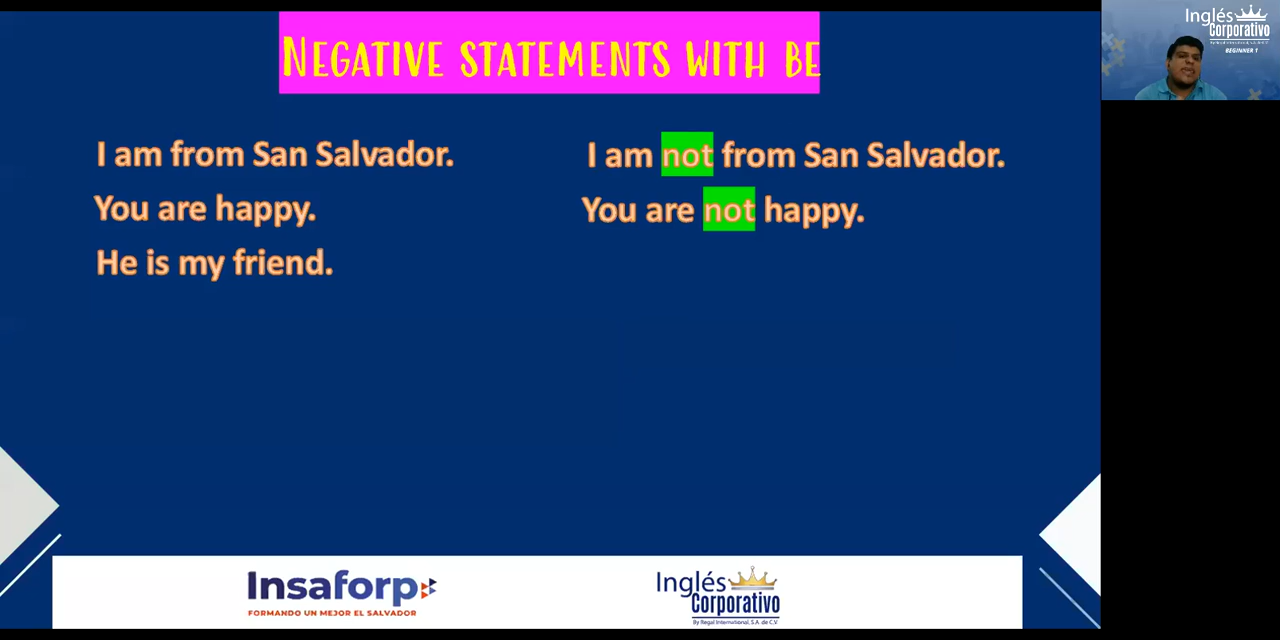 Negative statements with be
I am from San Salvador.
I am not from San Salvador.
You are happy.
You are not happy.
He is my friend.
Insaforp
FORMANDO UN MEJOR EL SALVADOR
Inglés
Corporativo
By Regal International, S.A. de C.V
Inglés
Corporativo
BEGINNER 1